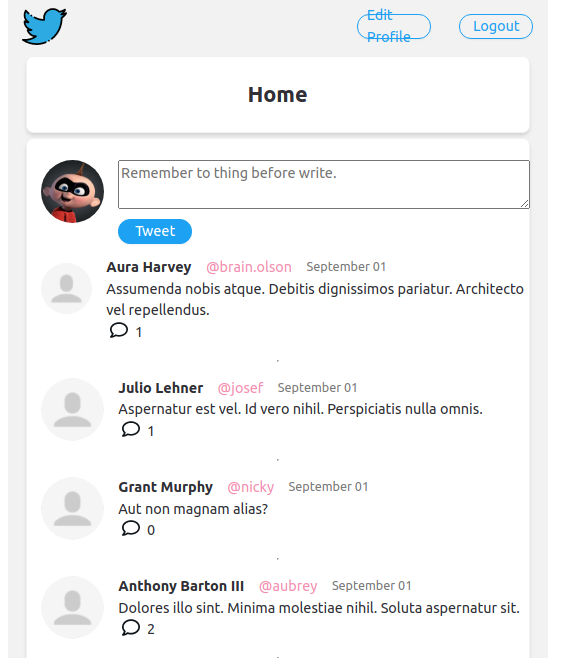 Edit
Profile
Logout
Home
Remember to thing before write.
Tweet
Aura Harvey @brain.olson September 01
Assumenda nobis atque. Debitis dignissimos pariatur. Architecto
vel repellendus.
1
.
Julio Lehner @josef September 01
Aspernatur est vel. Id vero nihil. Perspiciatis nulla omnis.
1
.
Grant Murphy @nicky September 01
Aut non magnam alias?
0
.
Anthony Barton III @aubrey September 01
Dolores illo sint. Minima molestiae nihil. Soluta aspernatur sit.
2